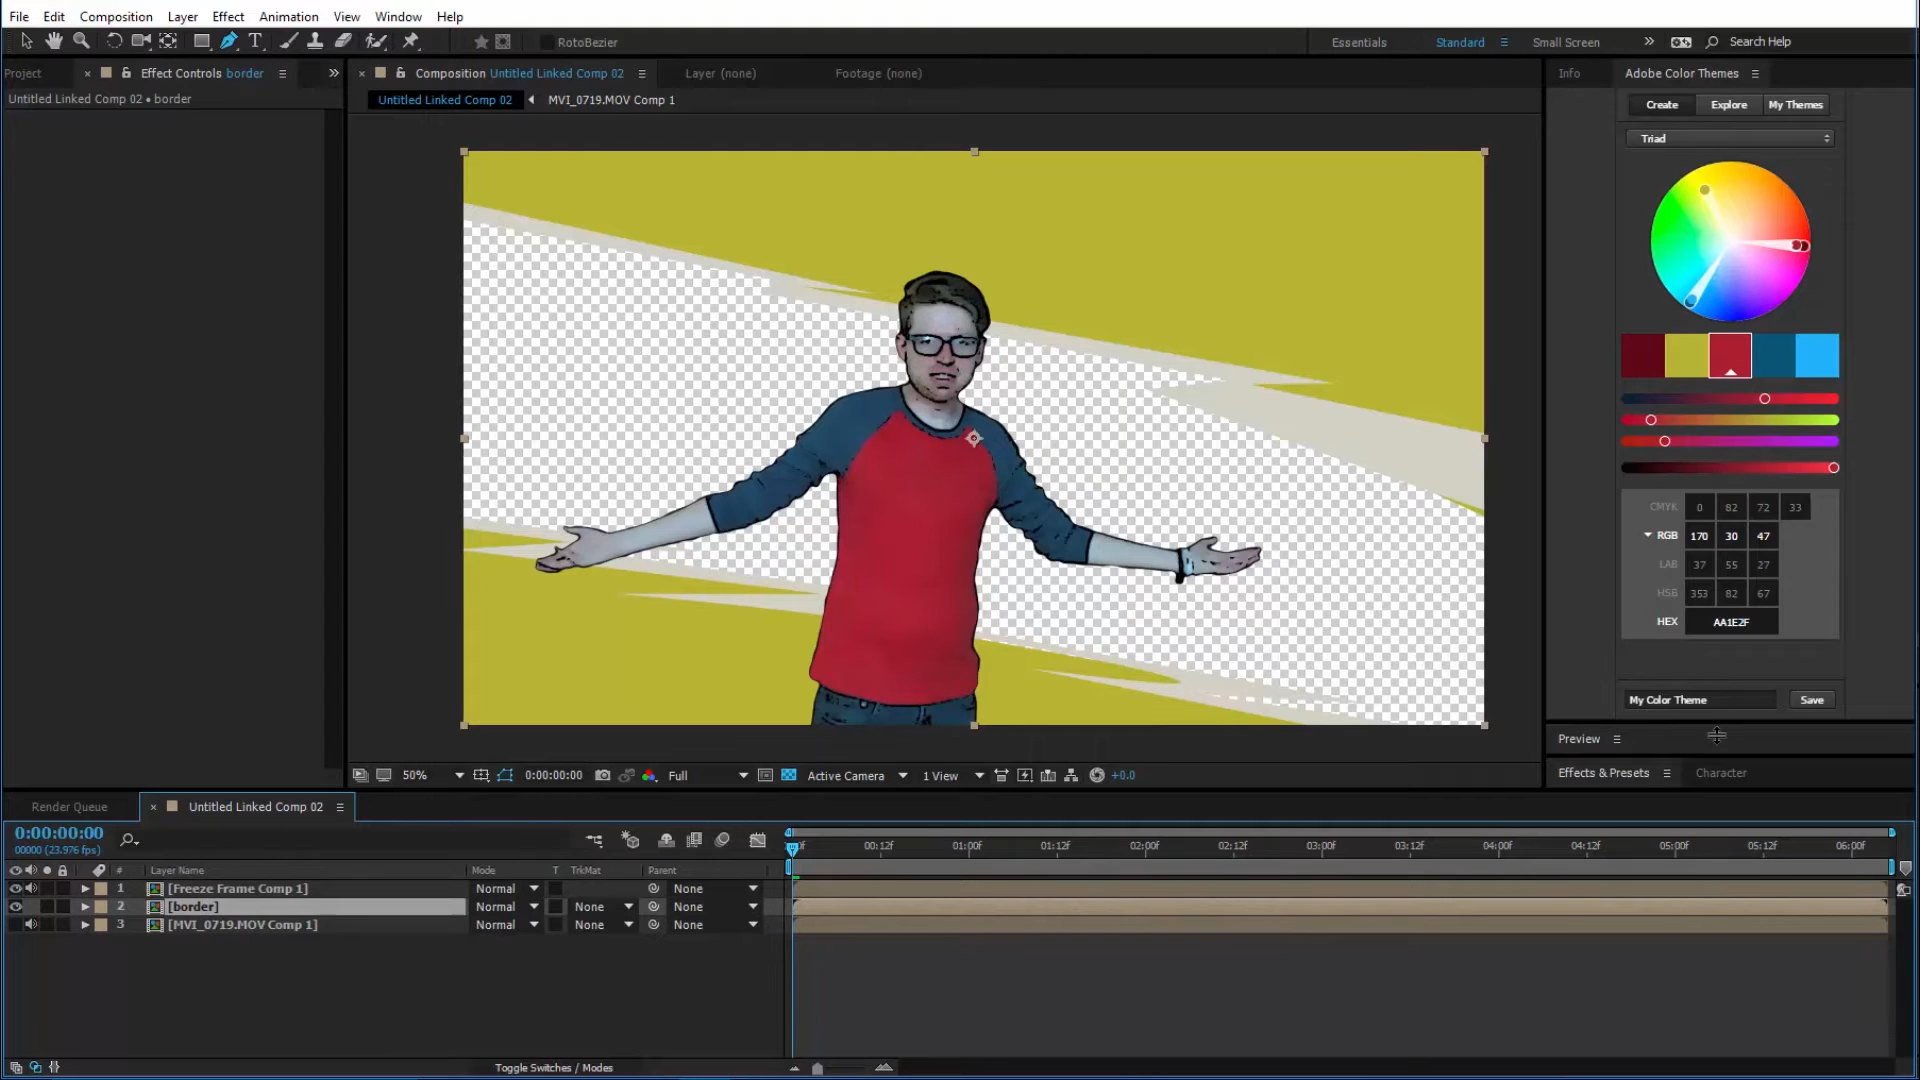 File Edit Composition Layer Effect Animation View Window Help
RotoBezier Essentials Standard Small Screen Search Help
Project Effect Controls border Composition Untitled Linked Comp 02 Layer (none) Footage (none) Info Adobe Color Themes
Untitled Linked Comp 02 • border Untitled Linked Comp 02 MVI_0719.MOV Comp 1 Create Explore My Themes
Triad
CMYK 0 82 72 33
RGB 170 30 47
LAB 37 55 27
HSB 353 82 67
HEX AA1E2F
My Color Theme Save
Preview
50% 0:00:00:00 Full Active Camera 1 View +0.0 Effects & Presets Character
Render Queue Untitled Linked Comp 02
0:00:00:00
00000 (23.976 fps)
00:12f 01:00f 01:12f 02:00f 02:12f 03:00f 03:12f 04:00f 04:12f 05:00f 05:12f 06:00f
# Layer Name Mode T TrkMat Parent
1 [Freeze Frame Comp 1] Normal None
2 [border] Normal None None
3 [MVI_0719.MOV Comp 1] Normal None None
Toggle Switches / Modes